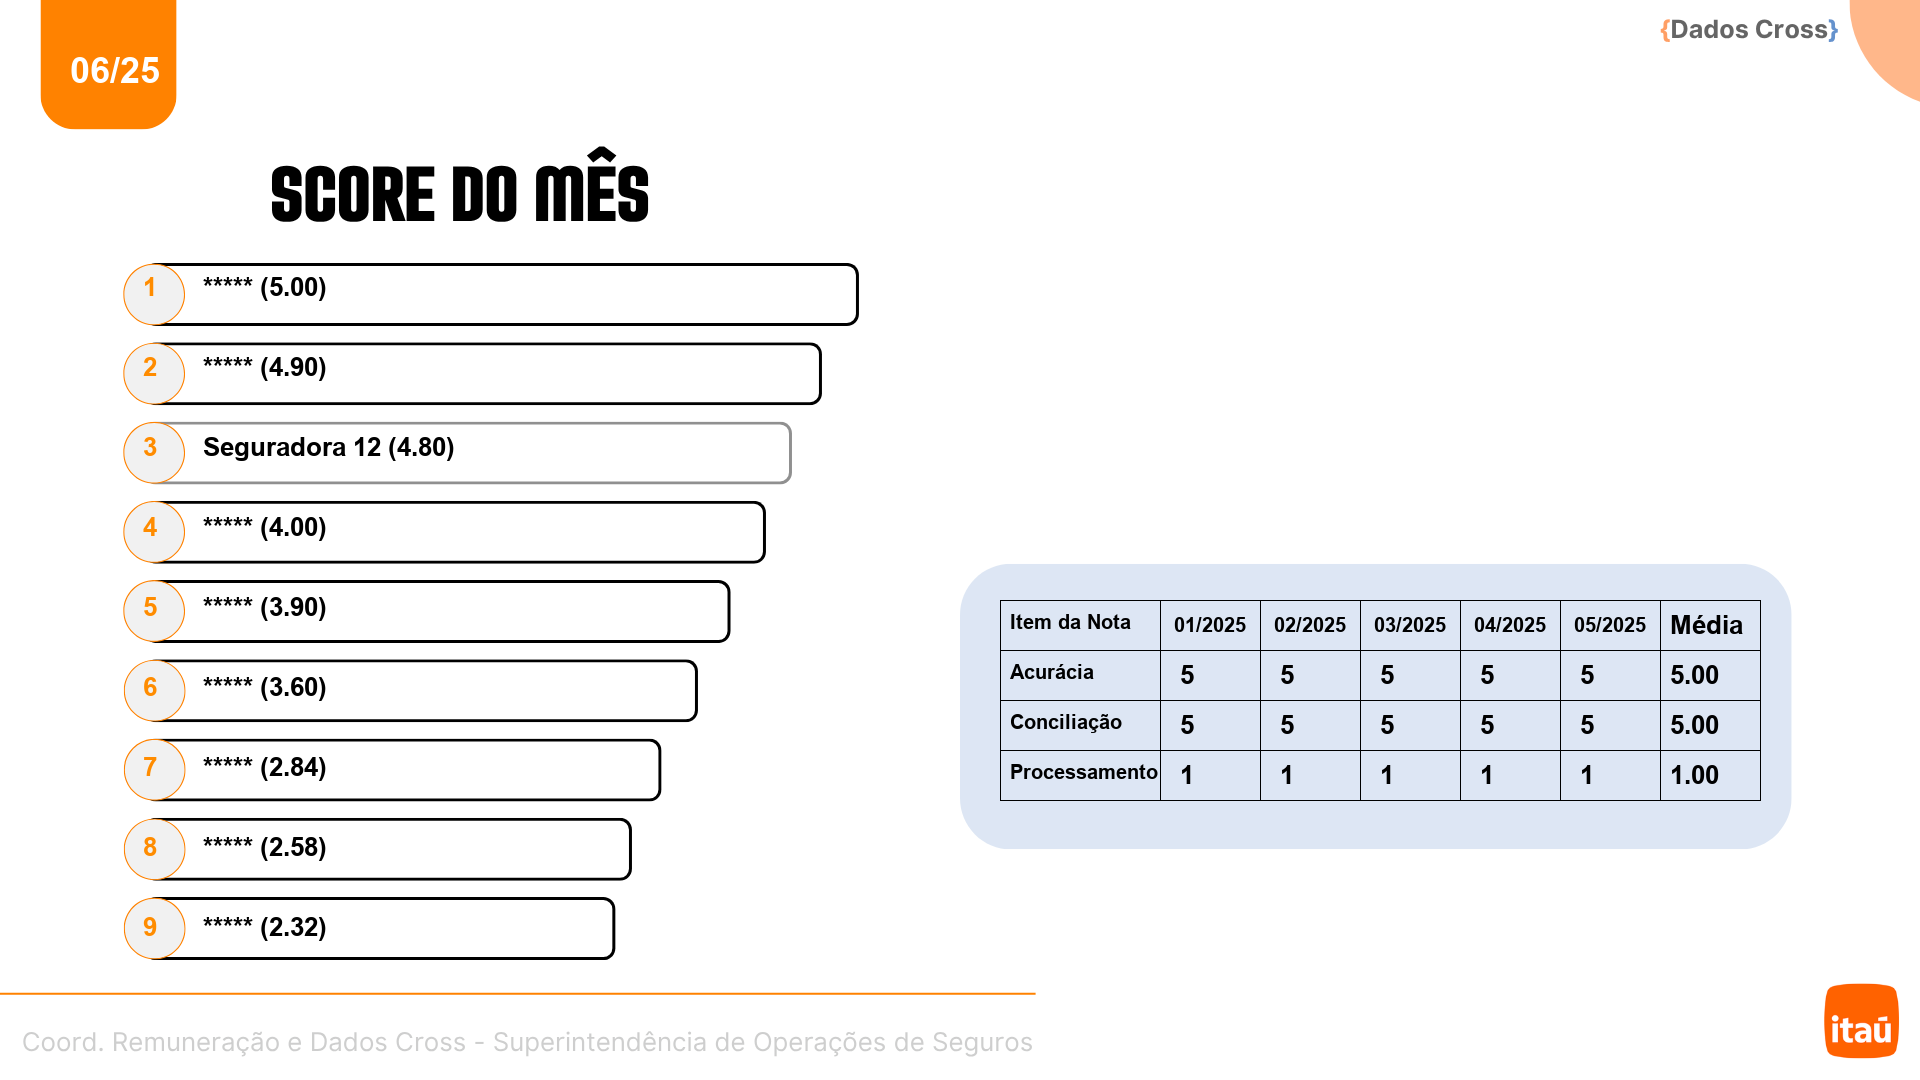 06/25
{Dados Cross}
SCORE DO MÊS
1 ***** (5.00)
2 ***** (4.90)
3 Seguradora 12 (4.80)
4 ***** (4.00)
5 ***** (3.90)
6 ***** (3.60)
7 ***** (2.84)
8 ***** (2.58)
9 ***** (2.32)
Item da Nota 01/2025 02/2025 03/2025 04/2025 05/2025 Média
Acurácia 5 5 5 5 5 5.00
Conciliação 5 5 5 5 5 5.00
Processamento 1 1 1 1 1 1.00
Coord. Remuneração e Dados Cross - Superintendência de Operações de Seguros
itaú